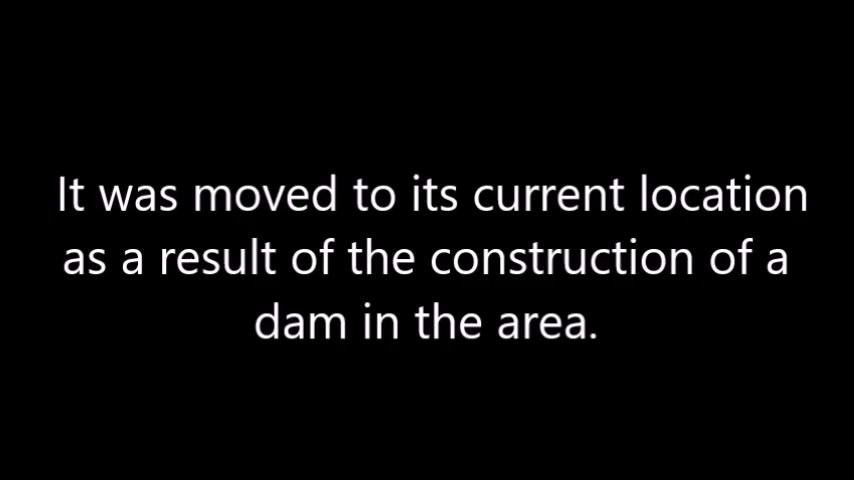 It was moved to its current location
as a result of the construction of a
dam in the area.